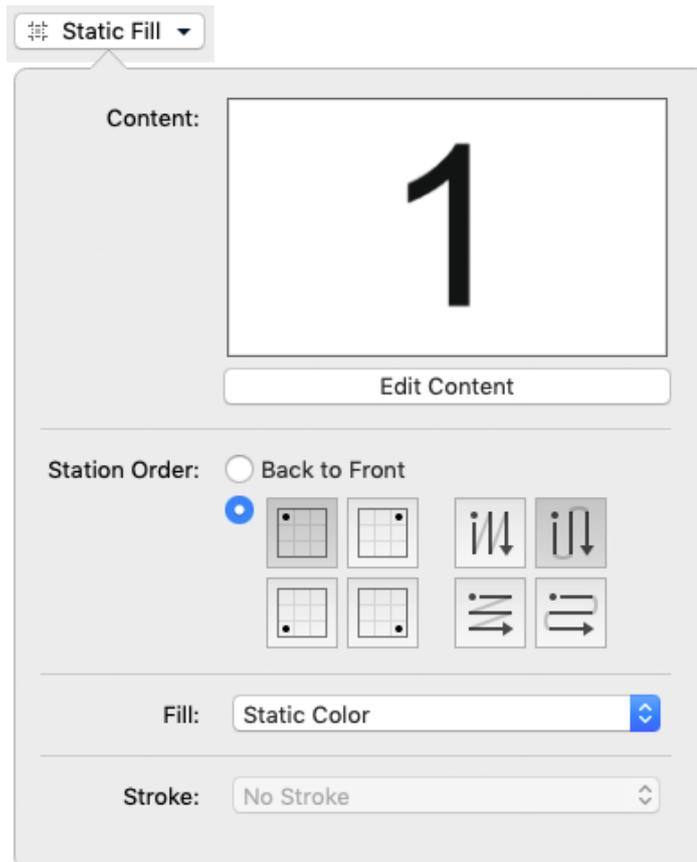 Static Fill
Content:
1
Edit Content
Station Order:
Back to Front
Fill:
Static Color
Stroke:
No Stroke